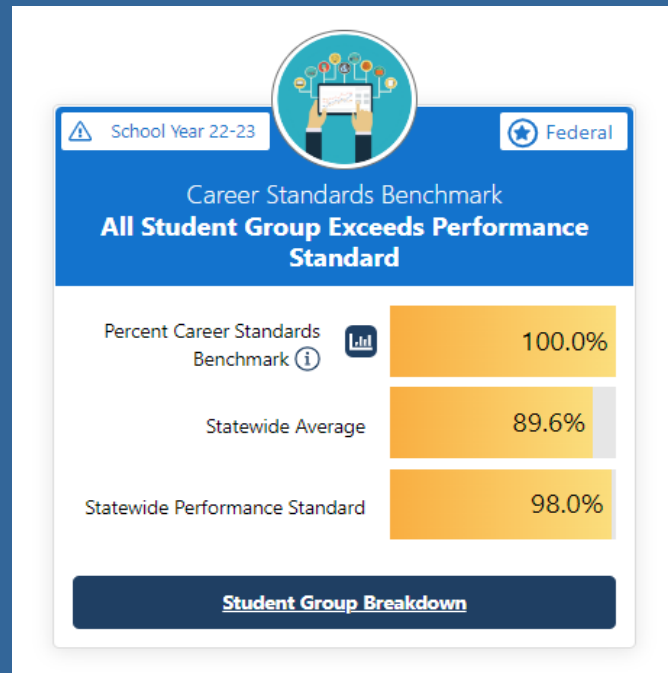 School Year 22-23
Federal
Career Standards Benchmark
All Student Group Exceeds Performance
Standard
Percent Career Standards
Benchmark
100.0%
Statewide Average
89.6%
Statewide Performance Standard
98.0%
Student Group Breakdown